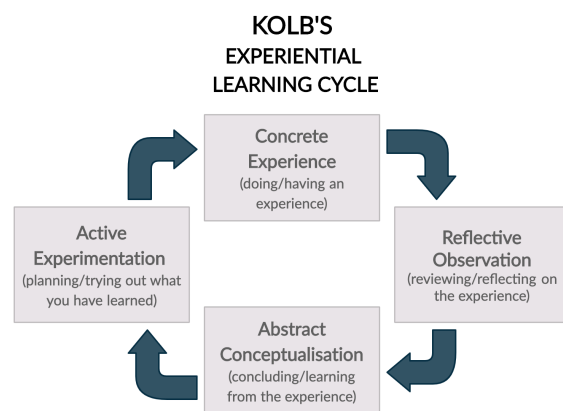 KOLB'S
EXPERIENTIAL
LEARNING CYCLE
Concrete
Experience
(doing/having an
experience)
Reflective
Observation
(reviewing/reflecting on
the experience)
Abstract
Conceptualisation
(concluding/learning
from the experience)
Active
Experimentation
(planning/trying out what
you have learned)